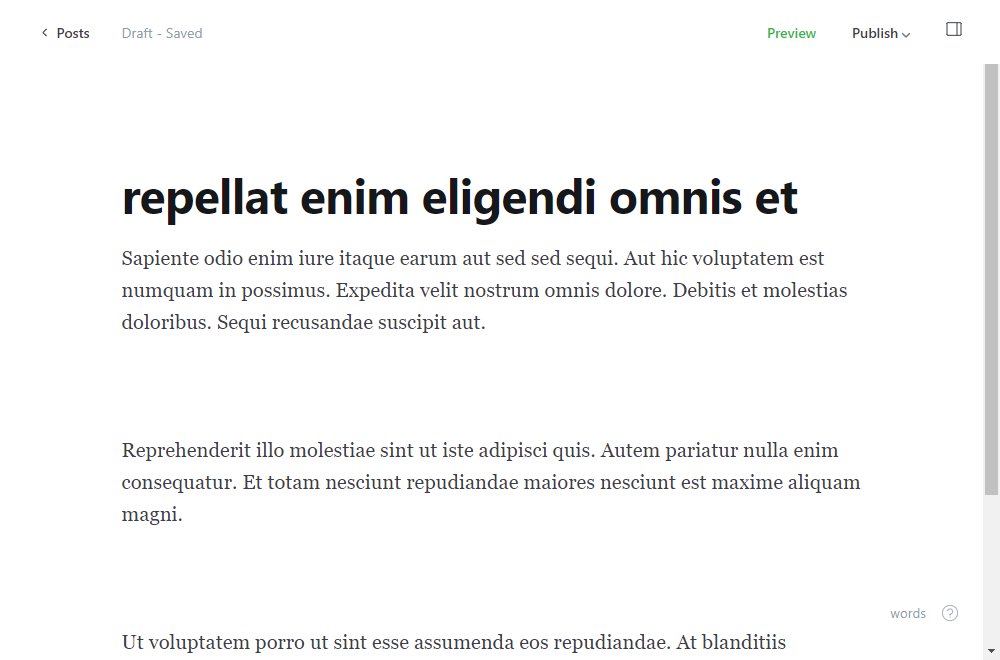 Posts
Draft - Saved
Preview
Publish
repellat enim eligendi omnis et
Sapiente odio enim iure itaque earum aut sed sed sequi. Aut hic voluptatem est
numquam in possimus. Expedita velit nostrum omnis dolore. Debitis et molestias
doloribus. Sequi recusandae suscipit aut.
Reprehenderit illo molestiae sint ut iste adipisci quis. Autem pariatur nulla enim
consequatur. Et totam nesciunt repudiandae maiores nesciunt est maxime aliquam
magni.
words
Ut voluptatem porro ut sint esse assumenda eos repudiandae. At blanditiis